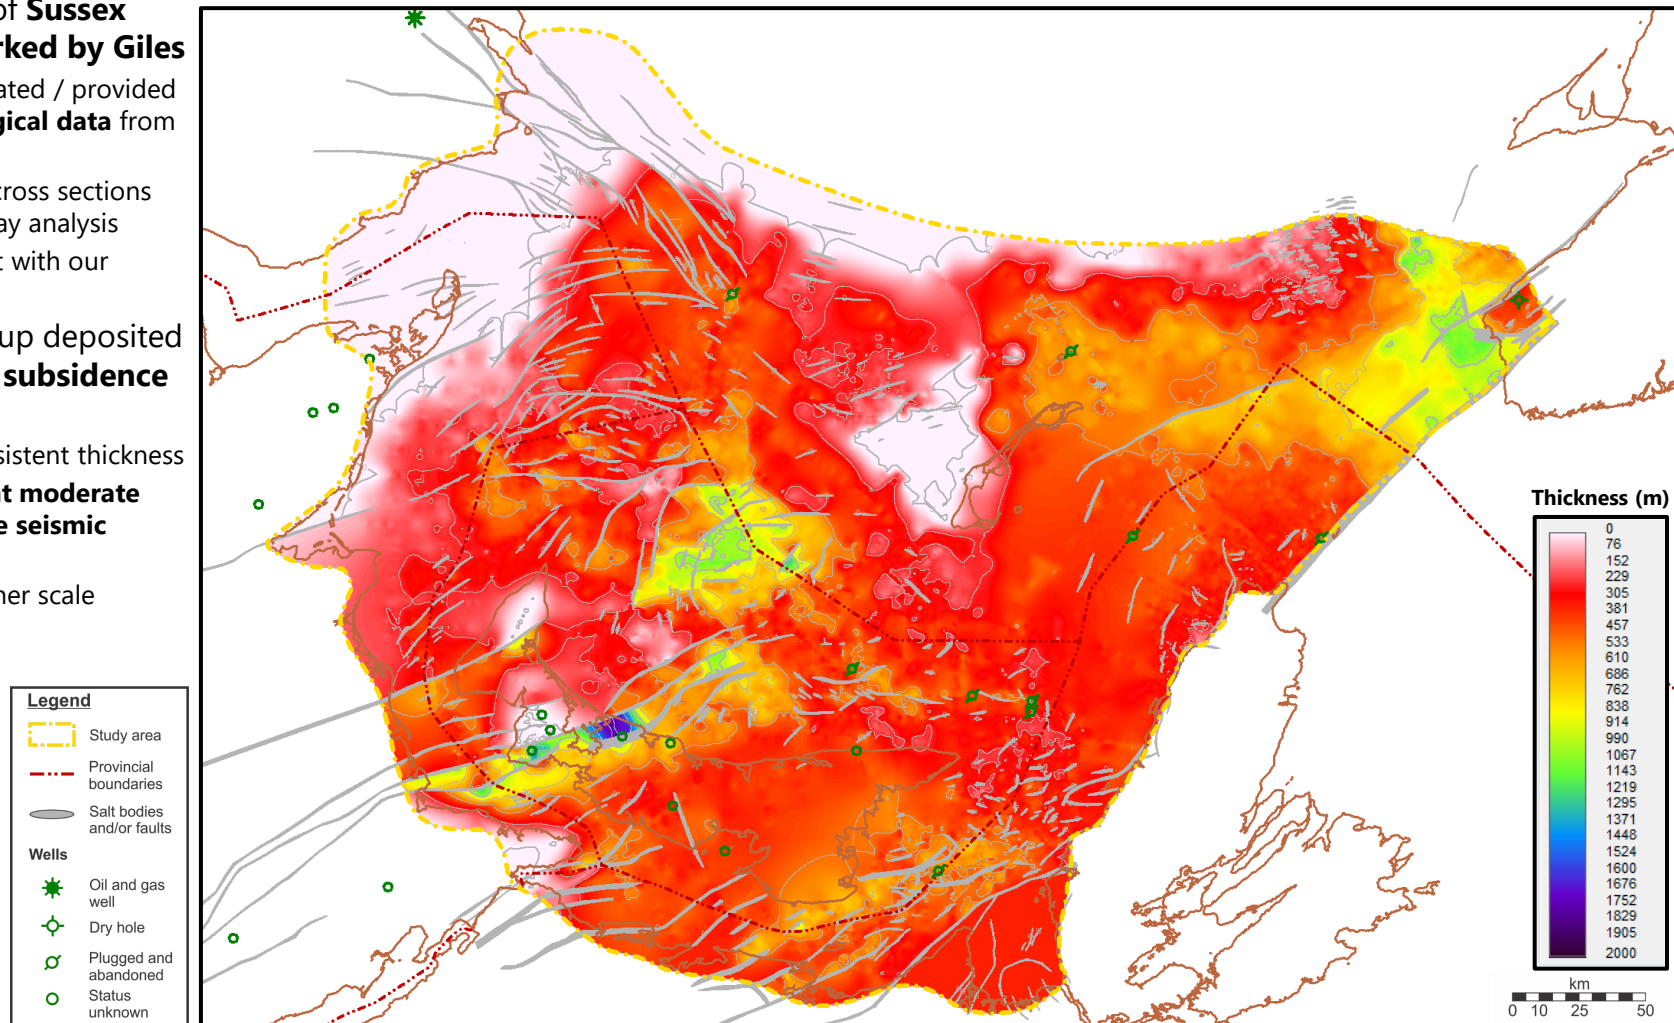 of Sussex
rked by Giles
ated / provided
gical data from
cross sections
ay analysis
t with our
up deposited
subsidence
sistent thickness
at moderate
e seismic
ner scale
Legend
Study area
Provincial
boundaries
Salt bodies
and/or faults
Wells
Oil and gas
well
Dry hole
Plugged and
abandoned
Status
unknown
Thickness (m)
0
76
152
229
305
381
457
533
610
686
762
838
914
990
1067
1143
1219
1295
1371
1448
1524
1600
1676
1752
1829
1905
2000
km
0 10 25 50